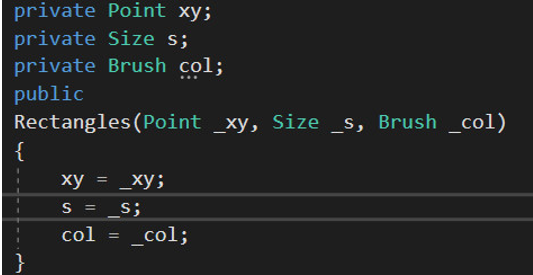 private Point xy;
private Size s;
private Brush col;
public
Rectangles(Point _xy, Size _s, Brush _col)
{
xy = _xy;
s = _s;
col = _col;
}